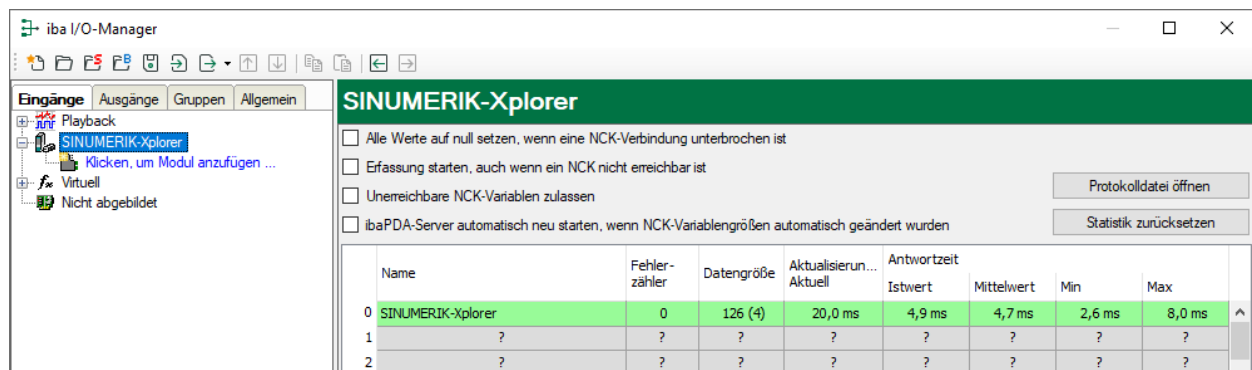 iba I/O-Manager
Eingänge Ausgänge Gruppen Allgemein
Playback
SINUMERIK-Xplorer
Klicken, um Modul anzufügen ...
Virtuell
Nicht abgebildet
SINUMERIK-Xplorer
Alle Werte auf null setzen, wenn eine NCK-Verbindung unterbrochen ist
Erfassung starten, auch wenn ein NCK nicht erreichbar ist
Unerreichbare NCK-Variablen zulassen
ibaPDA-Server automatisch neu starten, wenn NCK-Variablengrößen automatisch geändert wurden
Protokolldatei öffnen
Statistik zurücksetzen
Name Fehler-zähler Datengröße Aktualisierun... Aktuell Antwortzeit
Istwert Mittelwert Min Max
0 SINUMERIK-Xplorer 0 126 (4) 20,0 ms 4,9 ms 4,7 ms 2,6 ms 8,0 ms
1 ? ? ? ? ? ? ? ?
2 ? ? ? ? ? ? ? ?